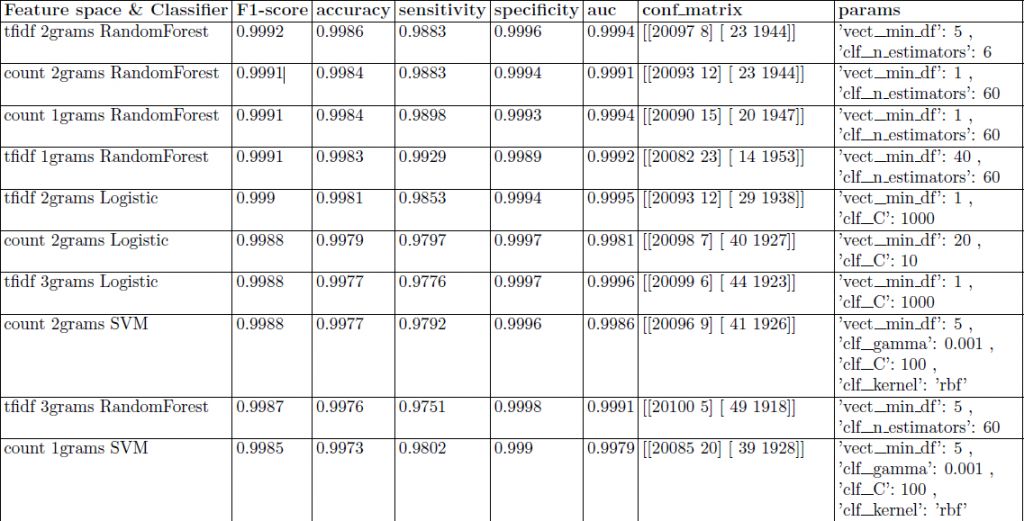 Feature space & Classifier F1-score accuracy sensitivity specificity auc conf_matrix params
tfidf 2grams RandomForest 0.9992 0.9986 0.9883 0.9996 0.9994 [[20097 8] [ 23 1944]] 'vect__min_df': 5 ,
'clf_n_estimators': 6
count 2grams RandomForest 0.9991 0.9984 0.9883 0.9994 0.9991 [[20093 12] [ 23 1944]] 'vect__min_df': 1 ,
'clf_n_estimators': 60
count 1grams RandomForest 0.9991 0.9984 0.9898 0.9993 0.9994 [[20090 15] [ 20 1947]] 'vect__min_df': 1 ,
'clf_n_estimators': 60
tfidf 1grams RandomForest 0.9991 0.9983 0.9929 0.9989 0.9992 [[20082 23] [ 14 1953]] 'vect__min_df': 40 ,
'clf_n_estimators': 60
tfidf 2grams Logistic 0.999 0.9981 0.9853 0.9994 0.9995 [[20093 12] [ 29 1938]] 'vect__min_df': 1 ,
'clf__C': 1000
count 2grams Logistic 0.9988 0.9979 0.9797 0.9997 0.9981 [[20098 7] [ 40 1927]] 'vect__min_df': 20 ,
'clf__C': 10
tfidf 3grams Logistic 0.9988 0.9977 0.9776 0.9997 0.9996 [[20099 6] [ 44 1923]] 'vect__min_df': 1 ,
'clf__C': 1000
count 2grams SVM 0.9988 0.9977 0.9792 0.9996 0.9986 [[20096 9] [ 41 1926]] 'vect__min_df': 5 ,
'clf__gamma': 0.001 ,
'clf__C': 100 ,
'clf__kernel': 'rbf'
tfidf 3grams RandomForest 0.9987 0.9976 0.9751 0.9998 0.9991 [[20100 5] [ 49 1918]] 'vect__min_df': 5 ,
'clf_n_estimators': 60
count 1grams SVM 0.9985 0.9973 0.9802 0.999 0.9979 [[20085 20] [ 39 1928]] 'vect__min_df': 5 ,
'clf__gamma': 0.001 ,
'clf__C': 100 ,
'clf__kernel': 'rbf'